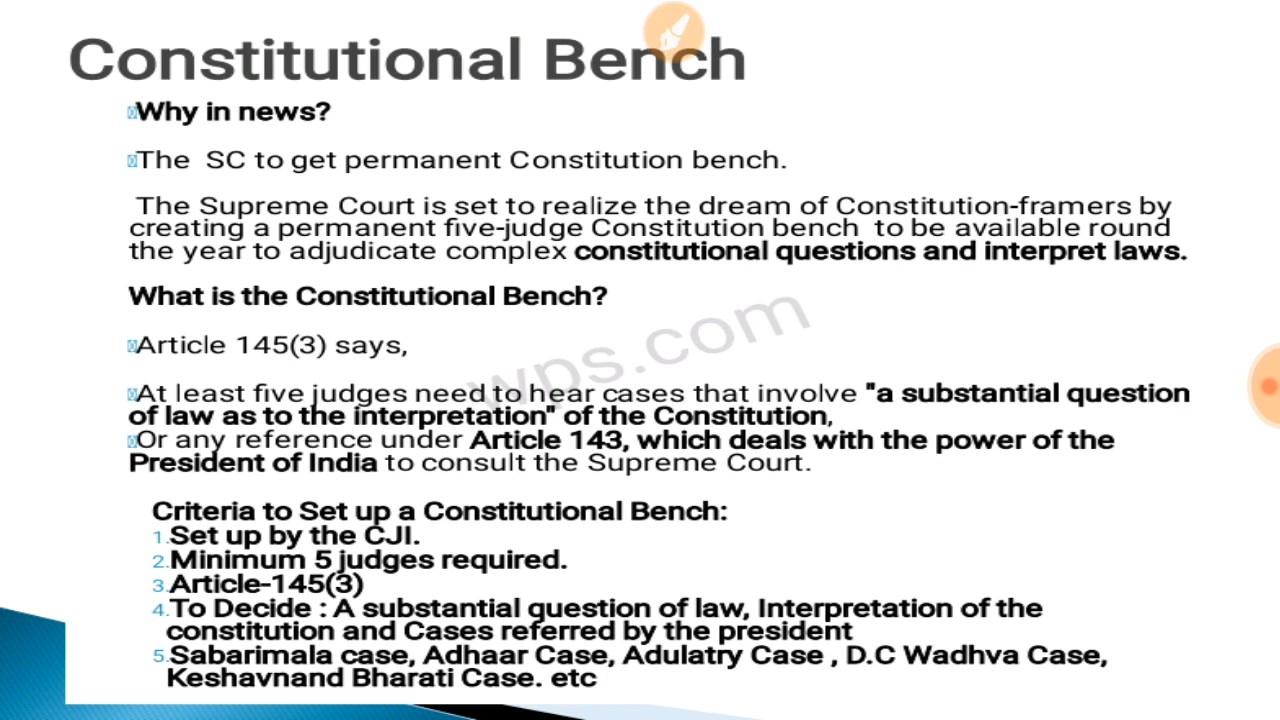 Constitutional Bench
Why in news?
The SC to get permanent Constitution bench.
The Supreme Court is set to realize the dream of Constitution-framers by
creating a permanent five-judge Constitution bench to be available round
the year to adjudicate complex constitutional questions and interpret laws.
What is the Constitutional Bench?
wps.com
Article 145(3) says,
At least five judges need to hear cases that involve "a substantial question
of law as to the interpretation" of the Constitution,
Or any reference under Article 143, which deals with the power of the
President of India to consult the Supreme Court.
Criteria to Set up a Constitutional Bench:
1.Set up by the CJI.
2.Minimum 5 judges required.
3.Article-145(3)
4.To Decide : A substantial question of law, Interpretation of the
constitution and Cases referred by the president
5.Sabarimala case, Adhaar Case, Adulatry Case , D.C Wadhva Case,
Keshavnand Bharati Case. etc